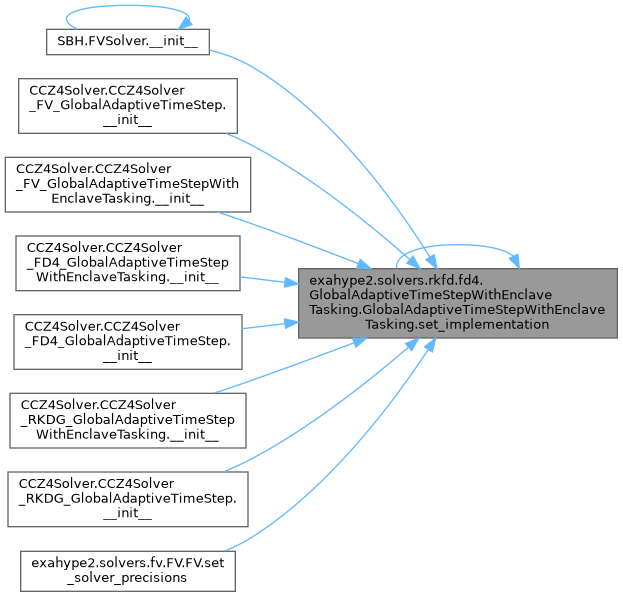 SBH.FVSolver.__init__
CCZ4Solver.CCZ4Solver
_FV_GlobalAdaptiveTimeStep.
__init__
CCZ4Solver.CCZ4Solver
_FV_GlobalAdaptiveTimeStepWith
EnclaveTasking.__init__
CCZ4Solver.CCZ4Solver
_FD4_GlobalAdaptiveTimeStep
WithEnclaveTasking.__init__
CCZ4Solver.CCZ4Solver
_FD4_GlobalAdaptiveTimeStep.
__init__
CCZ4Solver.CCZ4Solver
_RKDG_GlobalAdaptiveTimeStep
WithEnclaveTasking.__init__
CCZ4Solver.CCZ4Solver
_RKDG_GlobalAdaptiveTimeStep.
__init__
exahype2.solvers.fv.FV.FV.set
_solver_precisions
exahype2.solvers.rkfd.fd4.
GlobalAdaptiveTimeStepWithEnclave
Tasking.GlobalAdaptiveTimeStepWithEnclave
Tasking.set_implementation